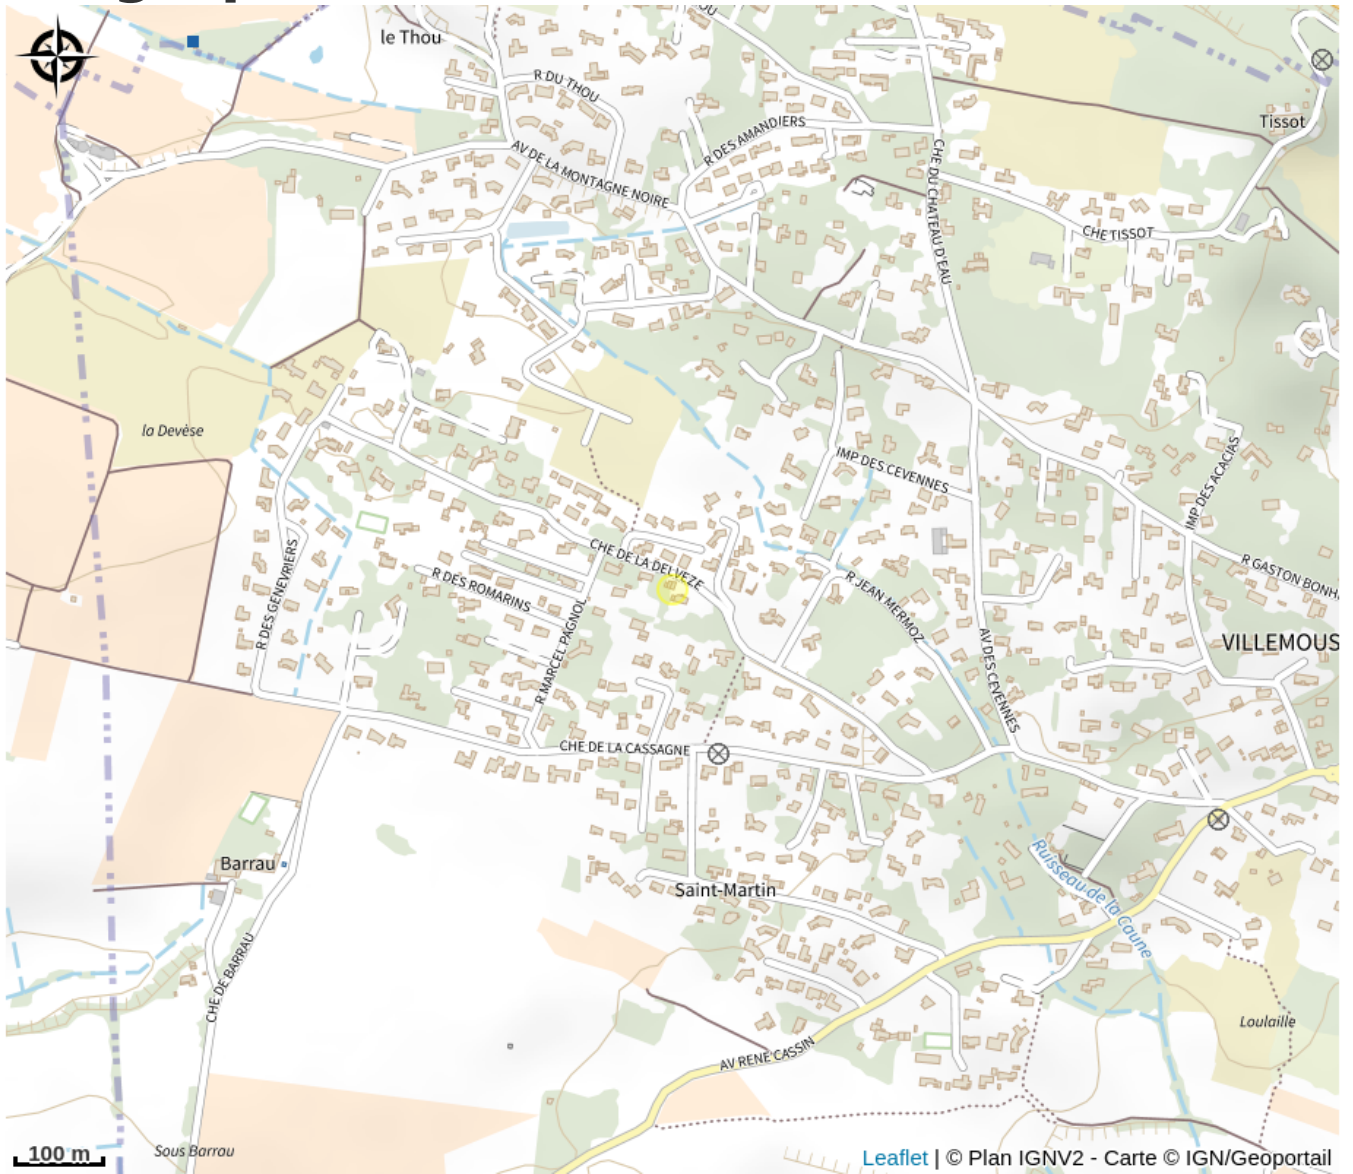 le Thou
R DU THOU
Tissot
R DES AMANDIERS
AV DE LA MONTAGNE NOIRE
CHE DU CHATEAU D'EAU
CHE TISSOT
la Devèse
IMP DES CEVENNES
IMP DES ACACIAS
CHE DE LA DELVEZE
R GASTON BONH
R DES GENEVRIERS
R DES ROMARINS
R JEAN MERMOZ
R MARCEL PAGNOL
AV DES CEVENNES
VILLEMOUS
CHE DE LA CASSAGNE
Barrau
Saint-Martin
Ruisseau de la Caune
CHE DE BARRAU
Loulaille
AV RENE CASSIN
100 m
Sous Barrau
Leaflet | © Plan IGNV2 - Carte © IGN/Geoportail